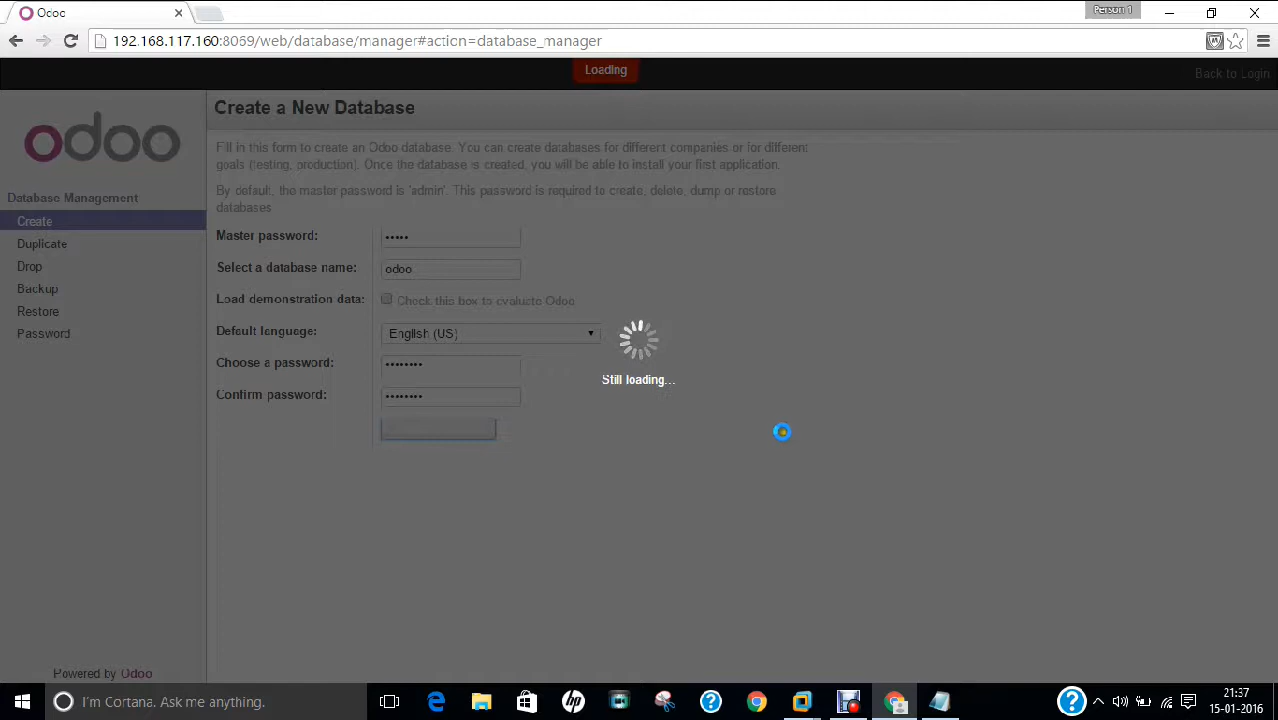 Odoo
Person 1
192.168.117.160:8069/web/database/manager#action=database_manager
Loading
Back to Login
odoo
Create a New Database
Fill in this form to create an Odoo database. You can create databases for different companies or for different
goals (testing, production). Once the database is created, you will be able to install your first application.
By default, the master password is 'admin'. This password is required to create, delete, dump or restore
databases.
Database Management
Create
Duplicate
Drop
Backup
Restore
Password
Master password: •••••
Select a database name: odoo
Load demonstration data: Check this box to evaluate Odoo.
Default language: English (US)
Choose a password: ••••••••
Confirm password: ••••••••
Still loading...
Powered by Odoo
I'm Cortana. Ask me anything.
21:37
15-01-2016